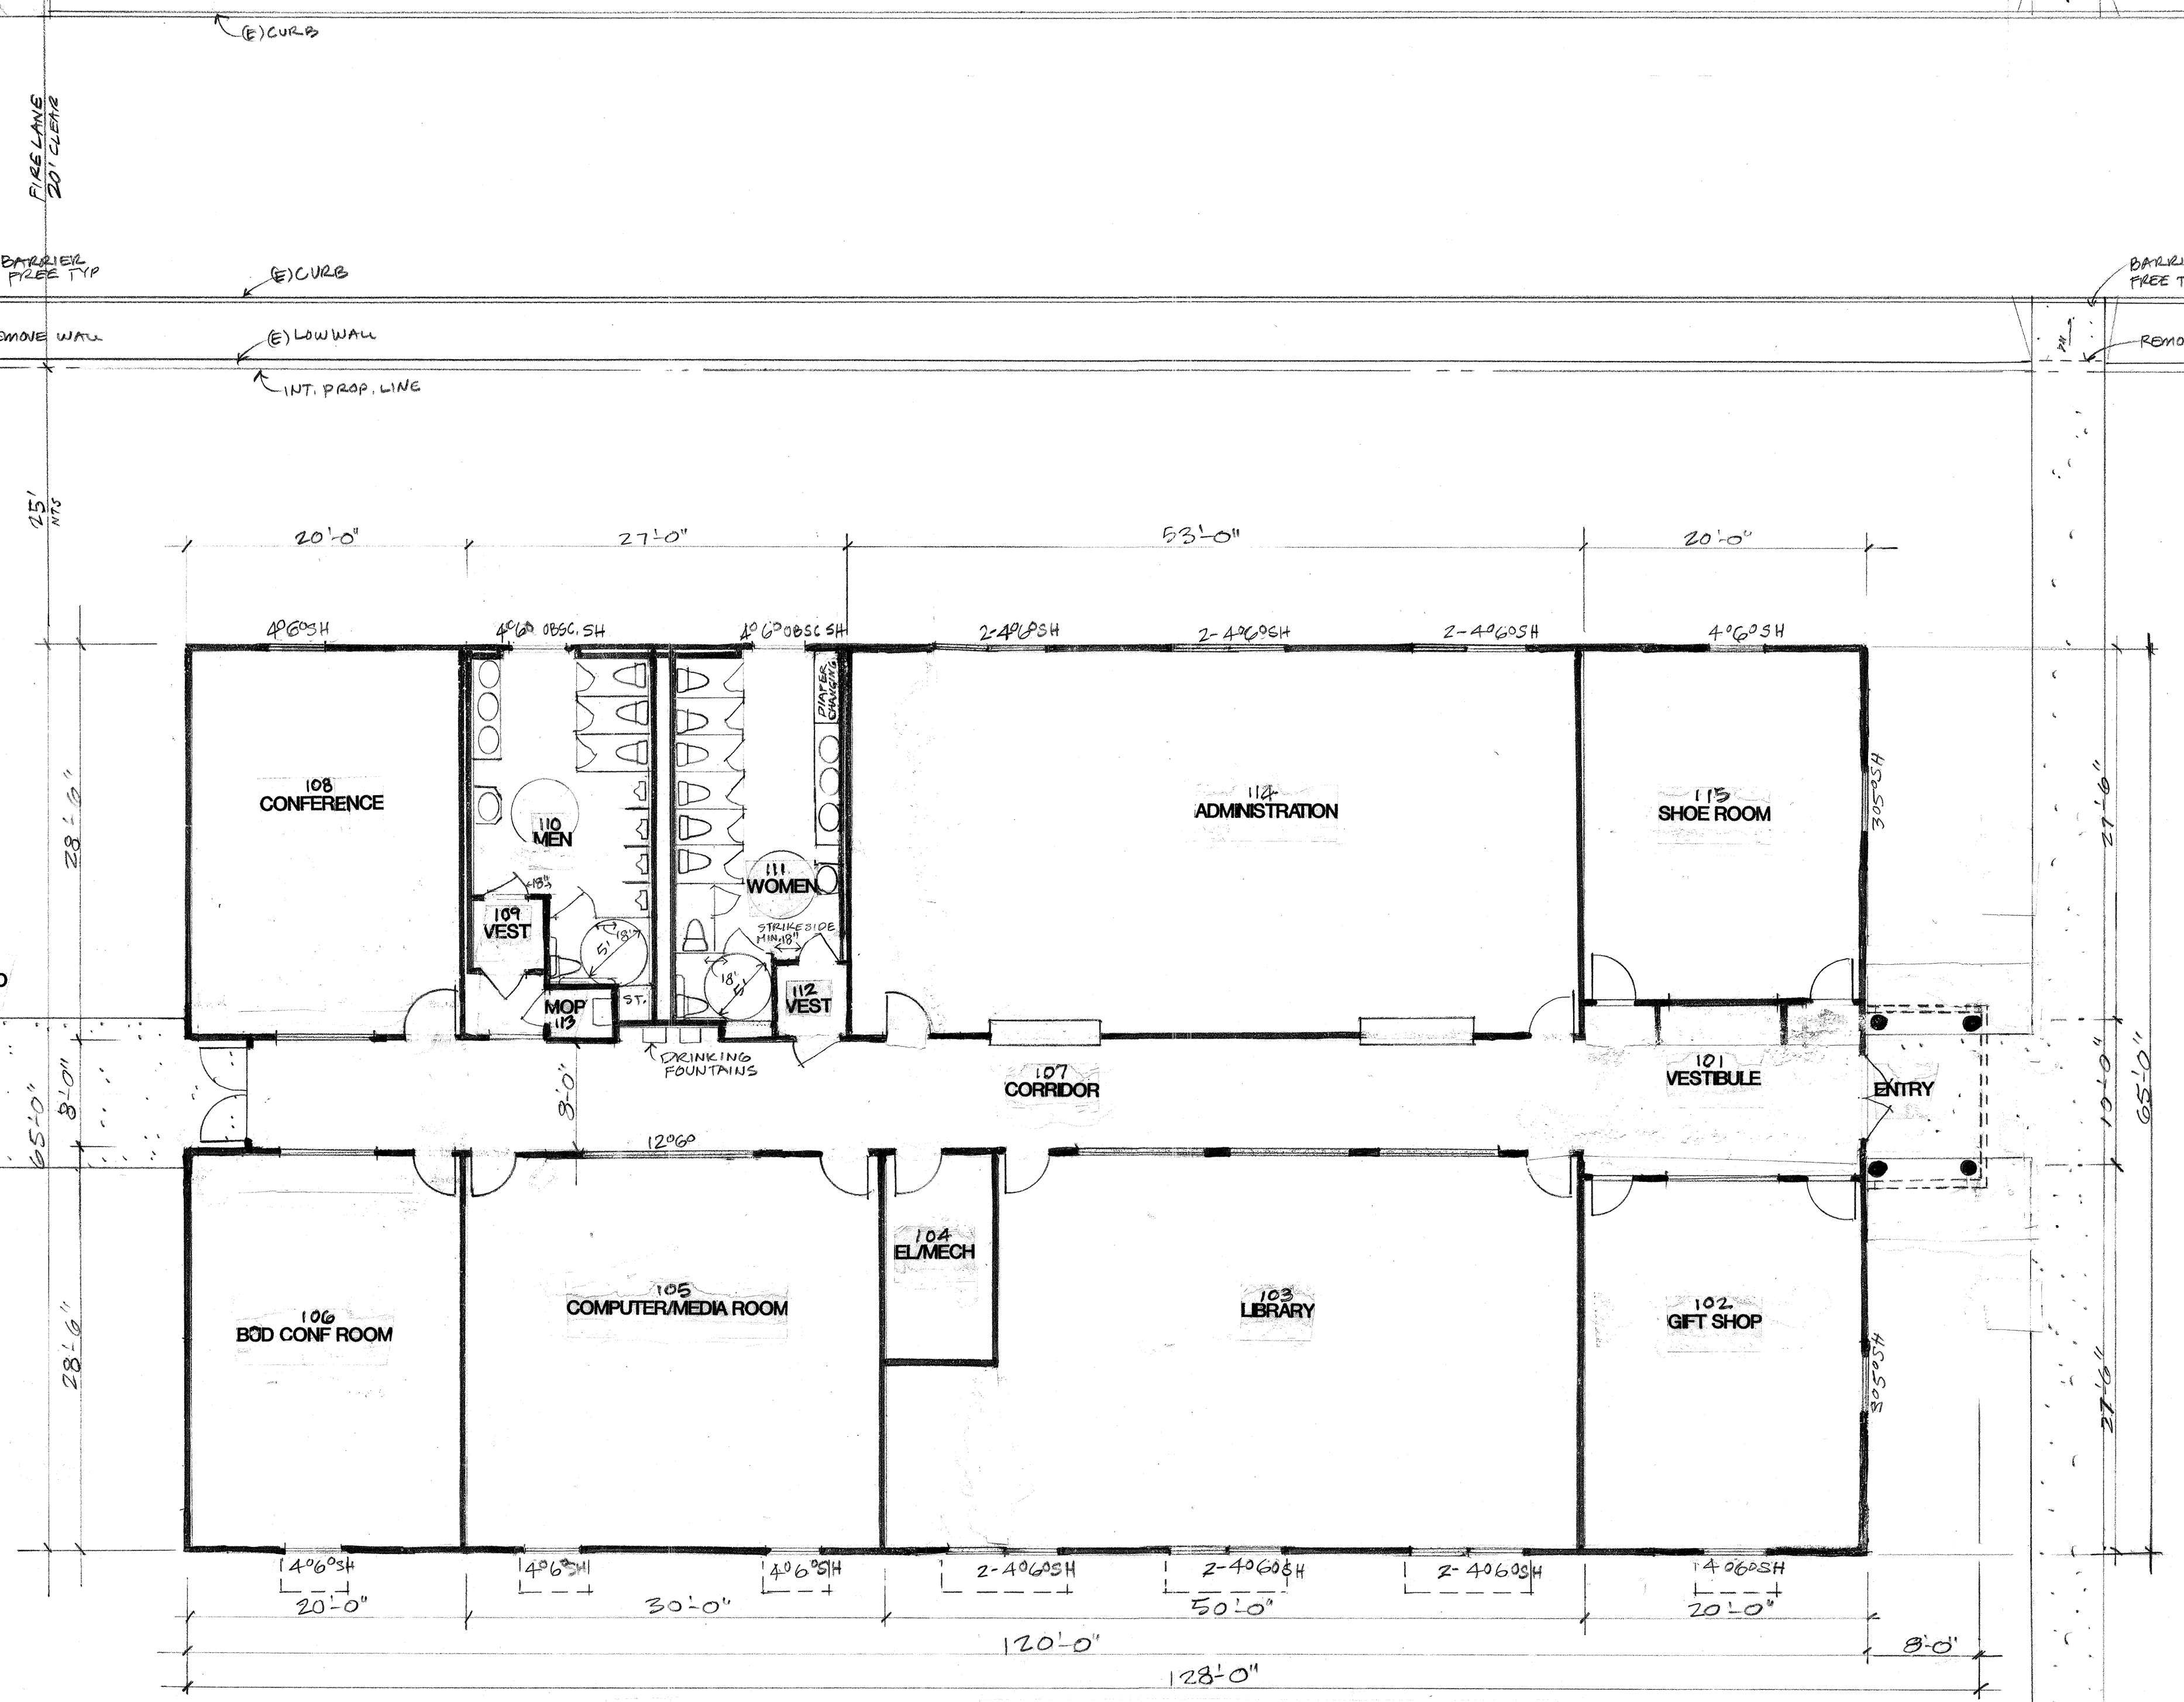 (E) CURB
FIRE LANE
20' CLEAR
BARRIER
FREE TYP
(E) CURB
BARRI
FREE T
EMOVE WALL
(E) LOW WALL
REMO
INT. PROP. LINE
25'
NTS
20'-0"
27'-0"
53'-0"
20'-0"
4⁰6⁰SH
4⁰6⁰ OBSC. SH
4⁰6⁰ OBSC SH
2-4⁰6⁰SH
2-4⁰6⁰SH
2-4⁰6⁰SH
4⁰6⁰SH
DIAPER
CHANGING
28'-6"
108
CONFERENCE
110
MEN
111
WOMEN
114
ADMINISTRATION
115
SHOE ROOM
3⁰5⁰SH
27'-6"
18"
109
VEST
STRIKE SIDE
MIN. 18"
18"
5'
18"
5'
112
VEST
MOP
113
ST.
DRINKING
FOUNTAINS
107
CORRIDOR
101
VESTIBULE
ENTRY
65'-0"
8'-0"
8'-0"
10'-0"
65'-0"
12⁰6⁰
104
EL/MECH
106
BOD CONF ROOM
105
COMPUTER/MEDIA ROOM
103
LIBRARY
102
GIFT SHOP
28'-6"
3⁰5⁰SH
27'-6"
4⁰6⁰SH
4⁰6⁰SH
4⁰6⁰SH
2-4⁰6⁰SH
2-4⁰6⁰SH
2-4⁰6⁰SH
4⁰6⁰SH
20'-0"
30'-0"
50'-0"
20'-0"
120'-0"
8'-0"
128'-0"